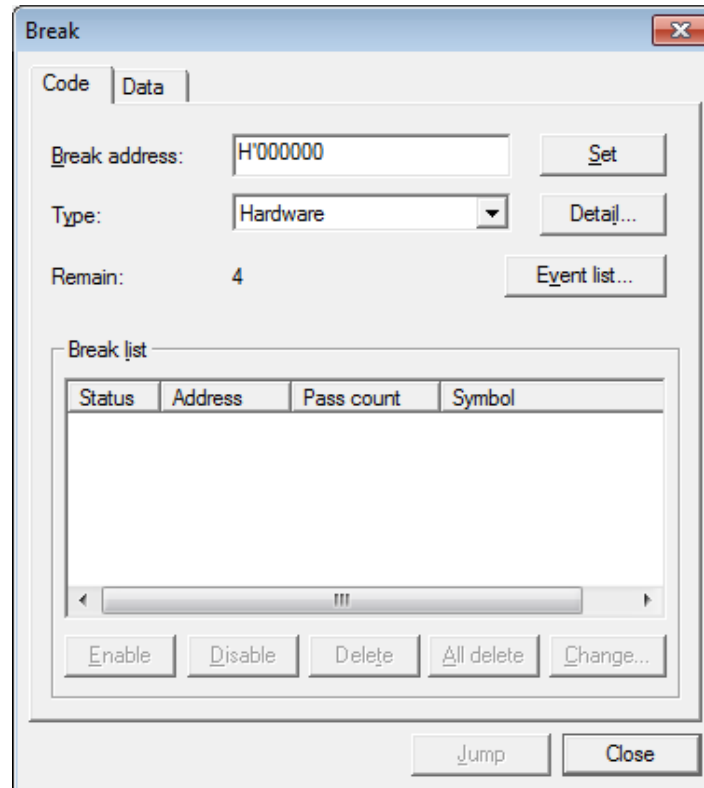 Break
Code Data
Break address: H'000000 Set
Type: Hardware Detail...
Remain: 4 Event list...
Break list
Status Address Pass count Symbol
Enable Disable Delete All delete Change...
Jump Close